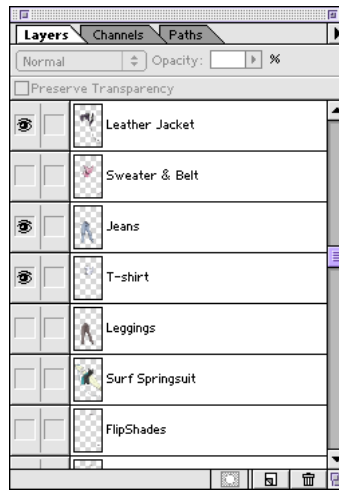 Layers Channels Paths
Normal Opacity: %
Preserve Transparency
Leather Jacket
Sweater & Belt
Jeans
T-shirt
Leggings
Surf Springsuit
FlipShades